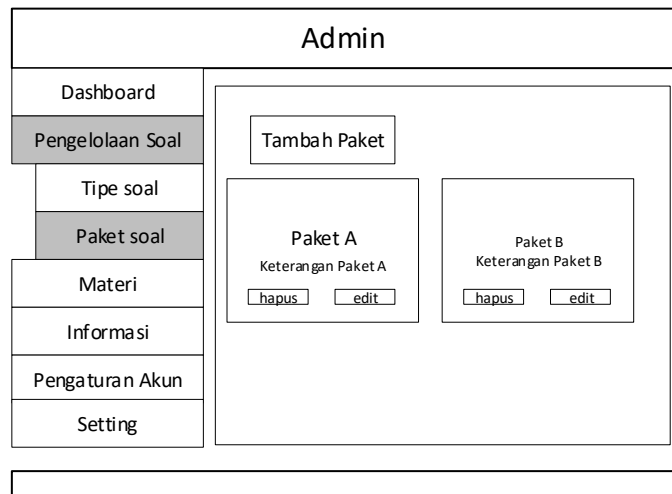 Admin
Dashboard
Pengelolaan Soal
Tipe soal
Paket soal
Materi
Informasi
Pengaturan Akun
Setting
Tambah Paket
Paket A
Keterangan Paket A
hapus edit
Paket B
Keterangan Paket B
hapus edit